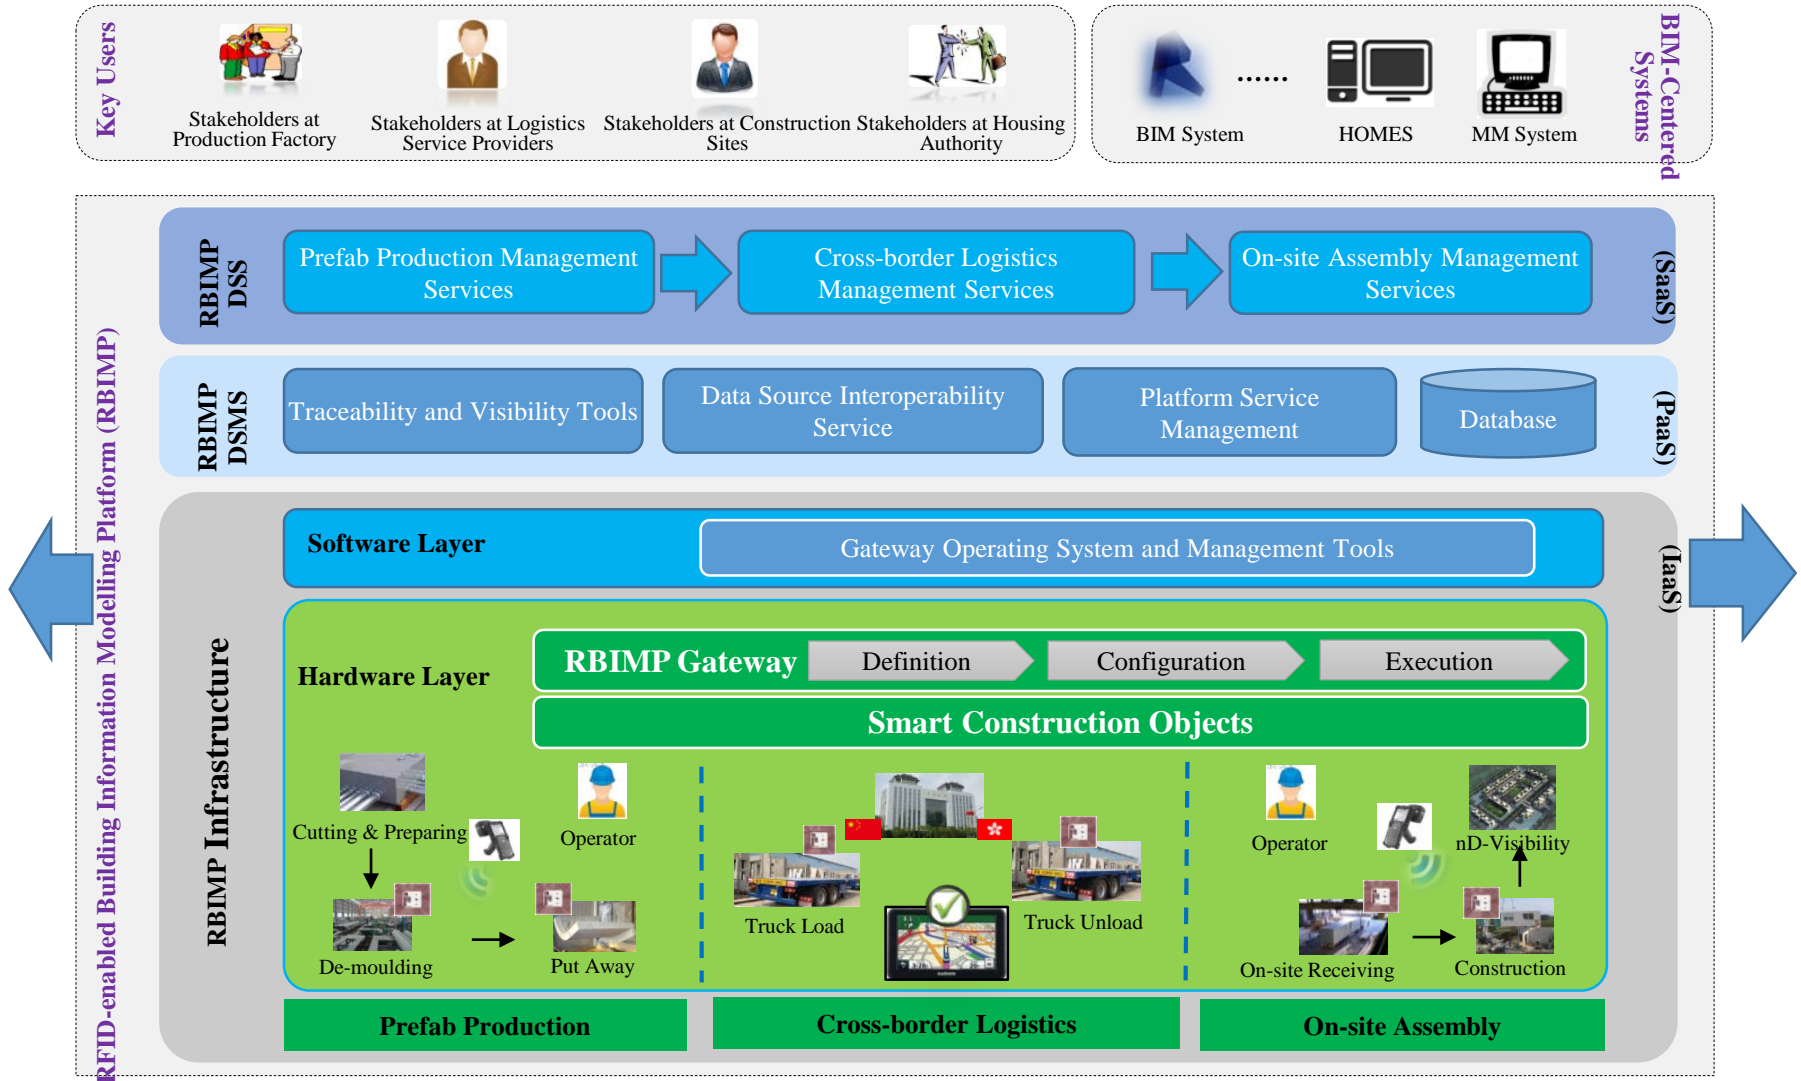 Key Users
Stakeholders at
Production Factory
Stakeholders at Logistics
Service Providers
Stakeholders at Construction
Sites
Stakeholders at Housing
Authority
BIM System
......
HOMES
MM System
BIM-Centered
Systems
RFID-enabled Building Information Modelling Platform (RBIMP)
RBIMP
DSS
Prefab Production Management
Services
Cross-border Logistics
Management Services
On-site Assembly Management
Services
(SaaS)
RBIMP
DSMS
Traceability and Visibility Tools
Data Source Interoperability
Service
Platform Service
Management
Database
(PaaS)
RBIMP Infrastructure
Software Layer
Gateway Operating System and Management Tools
(IaaS)
Hardware Layer
RBIMP Gateway
Definition
Configuration
Execution
Smart Construction Objects
Cutting & Preparing
Operator
De-moulding
Put Away
Truck Load
Truck Unload
Operator
nD-Visibility
On-site Receiving
Construction
Prefab Production
Cross-border Logistics
On-site Assembly